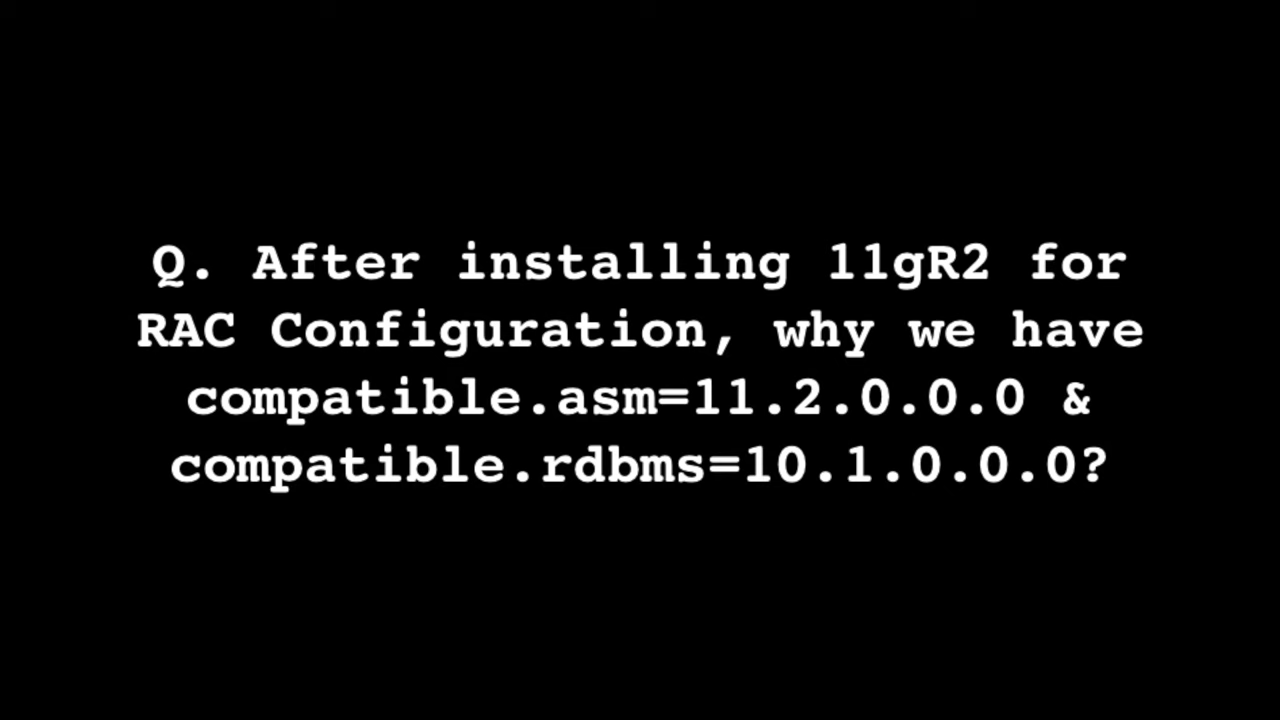 Q. After installing 11gR2 for
RAC Configuration, why we have
compatible.asm=11.2.0.0.0 &
compatible.rdbms=10.1.0.0.0?